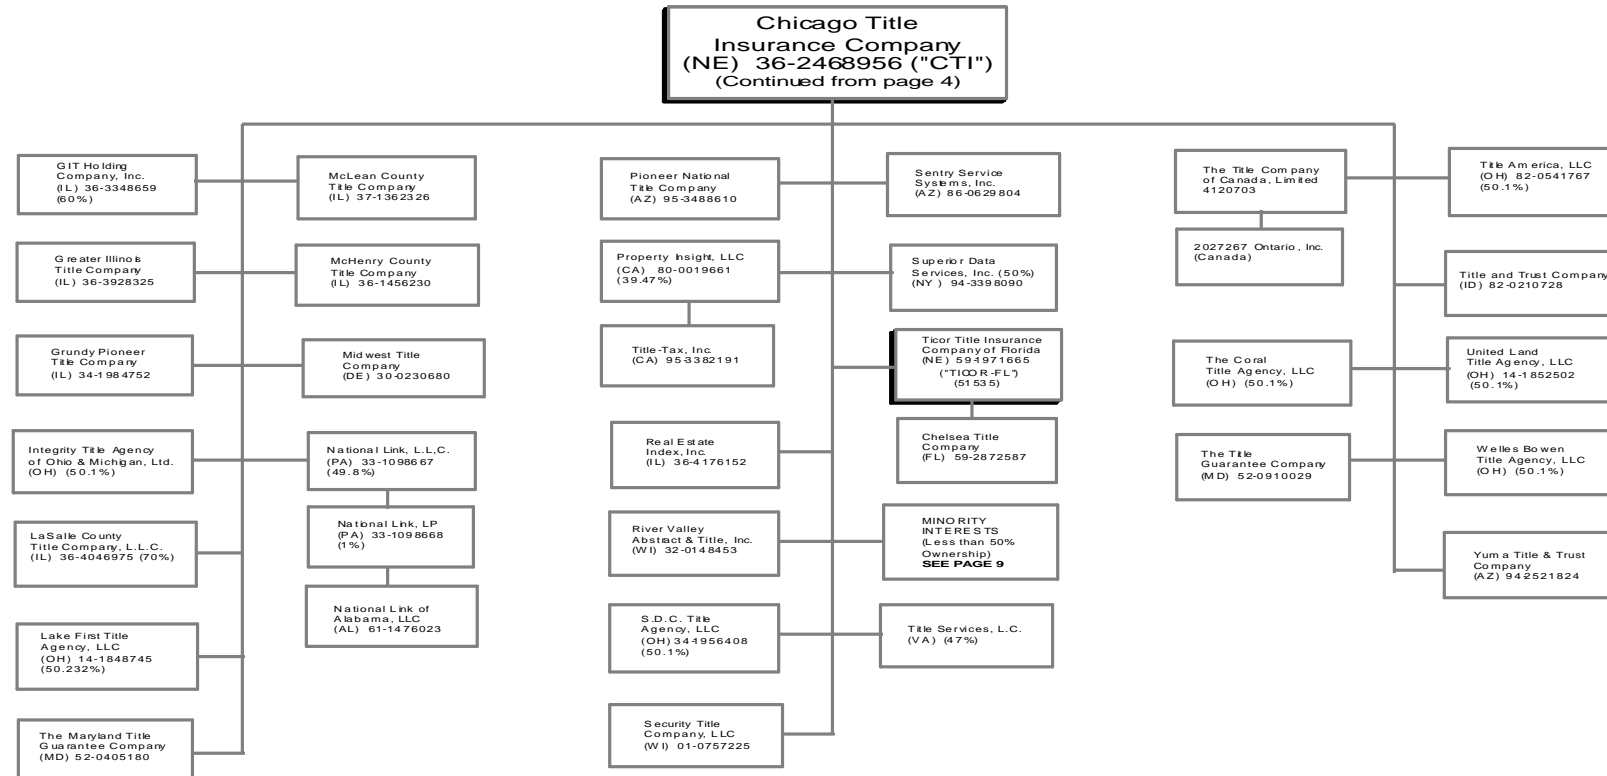 Chicago Title
Insurance Company
(NE) 36-2468956 ("CTI")
(Continued from page 4)
GIT Holding
Company, Inc.
(IL) 36-3348659
(60%)
McLean County
Title Company
(IL) 37-1362326
Greater Illinois
Title Company
(IL) 36-3928325
McHenry County
Title Company
(IL) 36-1456230
Grundy Pioneer
Title Company
(IL) 34-1984752
Midwest Title
Company
(DE) 30-0230680
Integrity Title Agency
of Ohio & Michigan, Ltd.
(OH) (50.1%)
National Link, L.L.C.
(PA) 33-1098667
(49.8%)
National Link, LP
(PA) 33-1098668
(1%)
LaSalle County
Title Company, L.L.C.
(IL) 36-4046975 (70%)
National Link of
Alabama, LLC
(AL) 61-1476023
Lake First Title
Agency, LLC
(OH) 14-1848745
(50.232%)
The Maryland Title
Guarantee Company
(MD) 52-0405180
Pioneer National
Title Company
(AZ) 95-3488610
Sentry Service
Systems, Inc.
(AZ) 86-0629804
Property Insight, LLC
(CA) 80-0019661
(39.47%)
Superior Data
Services, Inc. (50%)
(NY) 94-3398090
Title-Tax, Inc.
(CA) 95-3382191
Ticor Title Insurance
Company of Florida
(NE) 59-1971665
("TICOR-FL")
(51535)
Chelsea Title
Company
(FL) 59-2872587
Real Estate
Index, Inc.
(IL) 36-4176152
River Valley
Abstract & Title, Inc.
(WI) 32-0148453
MINORITY
INTERESTS
(Less than 50%
Ownership)
SEE PAGE 9
S.D.C. Title
Agency, LLC
(OH) 34-1956408
(50.1%)
Title Services, L.C.
(VA) (47%)
Security Title
Company, LLC
(WI) 01-0757225
The Title Company
of Canada, Limited
4120703
2027267 Ontario, Inc.
(Canada)
Title America, LLC
(OH) 82-0541767
(50.1%)
Title and Trust Company
(ID) 82-0210728
The Coral
Title Agency, LLC
(OH) (50.1%)
United Land
Title Agency, LLC
(OH) 14-1852502
(50.1%)
The Title
Guarantee Company
(MD) 52-0910029
Welles Bowen
Title Agency, LLC
(OH) (50.1%)
Yuma Title & Trust
Company
(AZ) 94-2521824